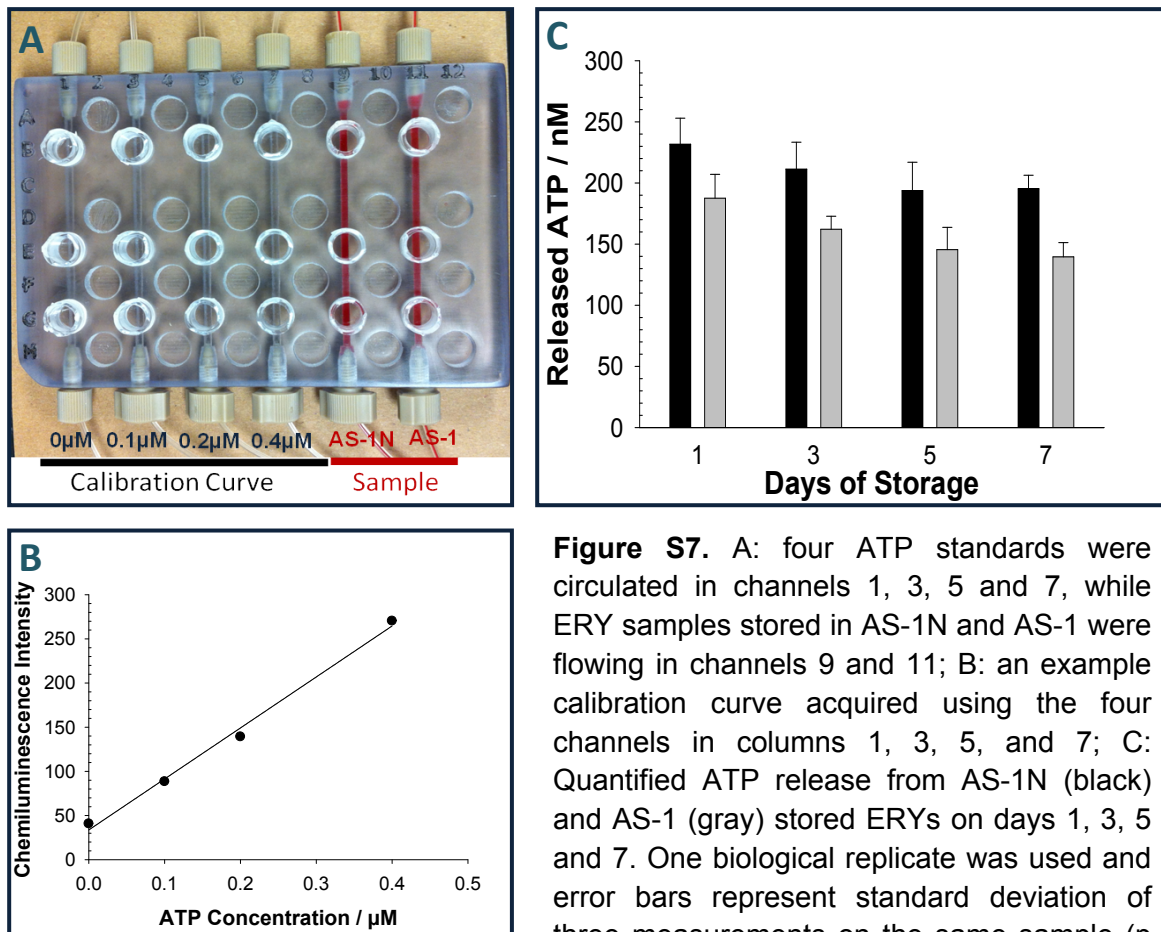 A
1 2 3 4 5 6 7 8 9 10 11 12
A
B
C
D
E
F
G
H
0µM 0.1µM 0.2µM 0.4µM AS-1N AS-1
Calibration Curve Sample
C
Released ATP / nM
300
250
200
150
100
50
0
1 3 5 7
Days of Storage
B
Chemiluminescence Intensity
300
250
200
150
100
50
0
0.0 0.1 0.2 0.3 0.4 0.5
ATP Concentration / µM
Figure S7. A: four ATP standards were
circulated in channels 1, 3, 5 and 7, while
ERY samples stored in AS-1N and AS-1 were
flowing in channels 9 and 11; B: an example
calibration curve acquired using the four
channels in columns 1, 3, 5, and 7; C:
Quantified ATP release from AS-1N (black)
and AS-1 (gray) stored ERYs on days 1, 3, 5
and 7. One biological replicate was used and
error bars represent standard deviation of
three measurements on the same sample (n